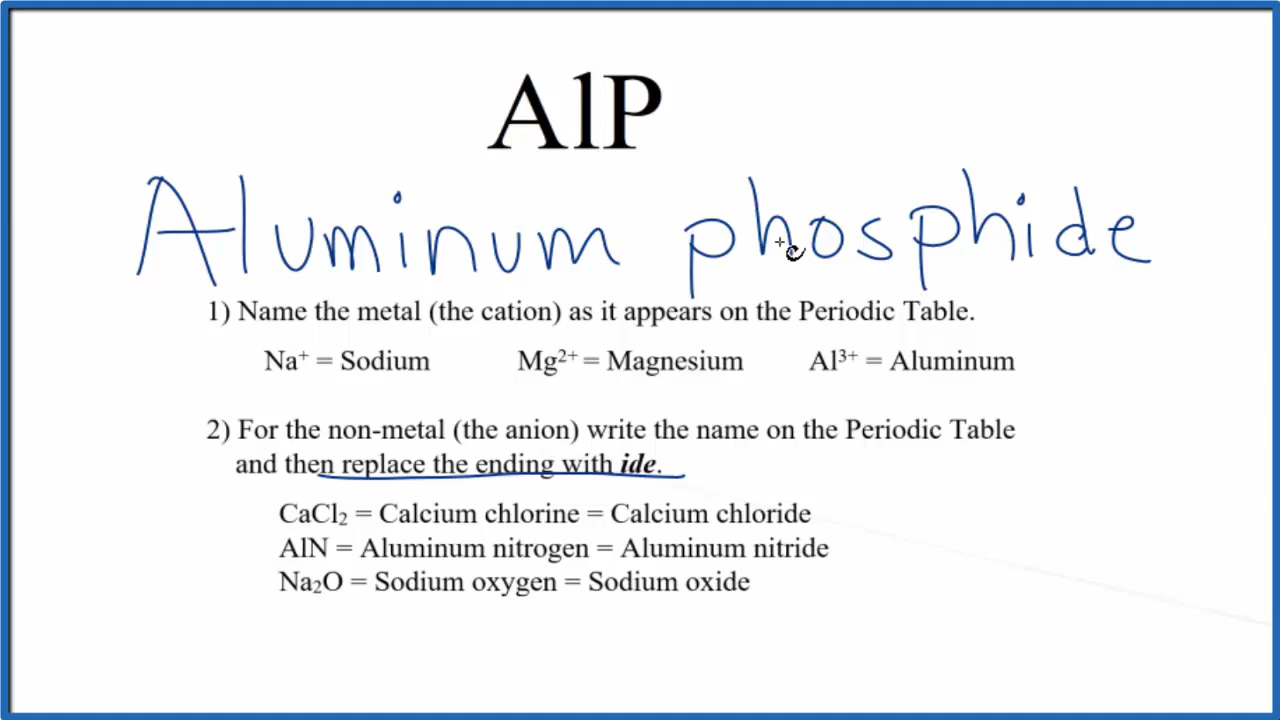 AlP
Aluminum phosphide
1) Name the metal (the cation) as it appears on the Periodic Table.
Na⁺ = Sodium Mg²⁺ = Magnesium Al³⁺ = Aluminum
2) For the non-metal (the anion) write the name on the Periodic Table
and then replace the ending with ide.
CaCl₂ = Calcium chlorine = Calcium chloride
AlN = Aluminum nitrogen = Aluminum nitride
Na₂O = Sodium oxygen = Sodium oxide